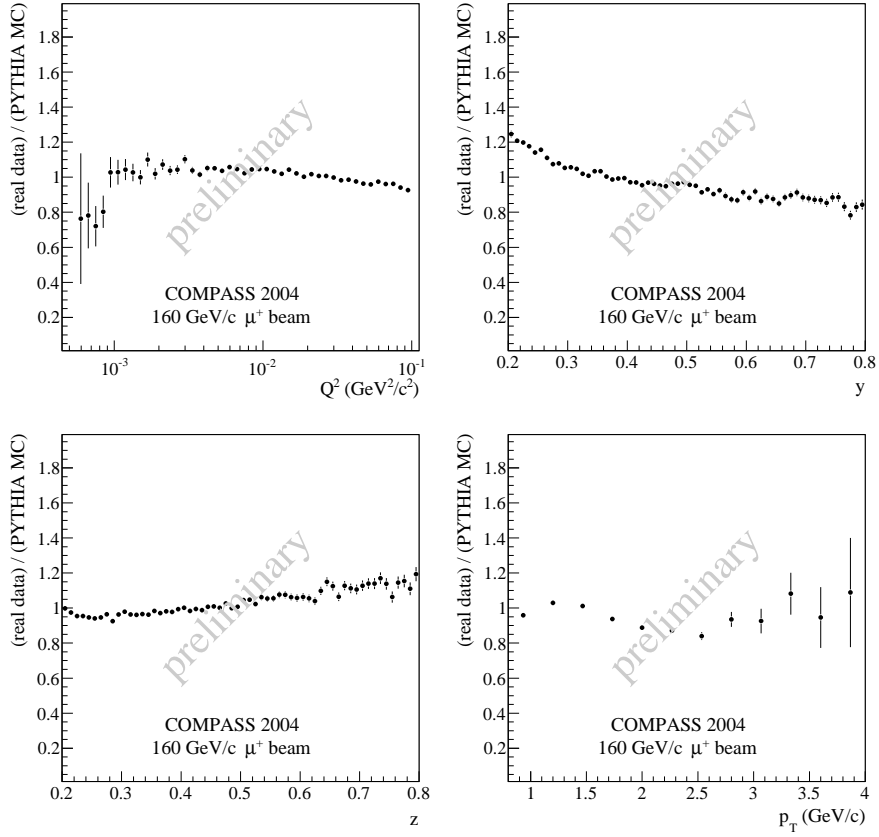 (real data) / (PYTHIA MC)
1.8
1.6
1.4
1.2
1
0.8
0.6
0.4
0.2
preliminary
COMPASS 2004
160 GeV/c μ⁺ beam
10⁻³ 10⁻² 10⁻¹
Q² (GeV²/c²)
(real data) / (PYTHIA MC)
1.8
1.6
1.4
1.2
1
0.8
0.6
0.4
0.2
preliminary
COMPASS 2004
160 GeV/c μ⁺ beam
0.2 0.3 0.4 0.5 0.6 0.7 0.8
y
(real data) / (PYTHIA MC)
1.8
1.6
1.4
1.2
1
0.8
0.6
0.4
0.2
preliminary
COMPASS 2004
160 GeV/c μ⁺ beam
0.2 0.3 0.4 0.5 0.6 0.7 0.8
z
(real data) / (PYTHIA MC)
1.8
1.6
1.4
1.2
1
0.8
0.6
0.4
0.2
preliminary
COMPASS 2004
160 GeV/c μ⁺ beam
1 1.5 2 2.5 3 3.5 4
p_T (GeV/c)